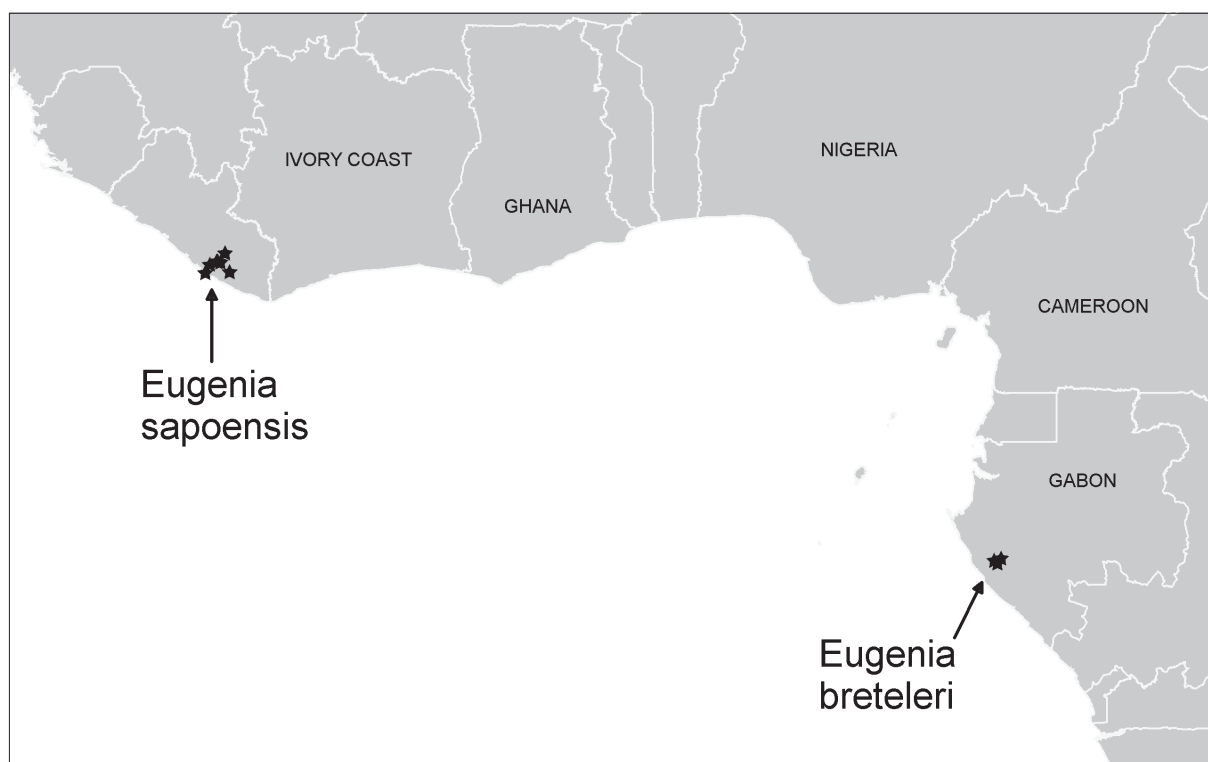 IVORY COAST
NIGERIA
GHANA
CAMEROON
Eugenia
sapoensis
GABON
Eugenia
breteleri